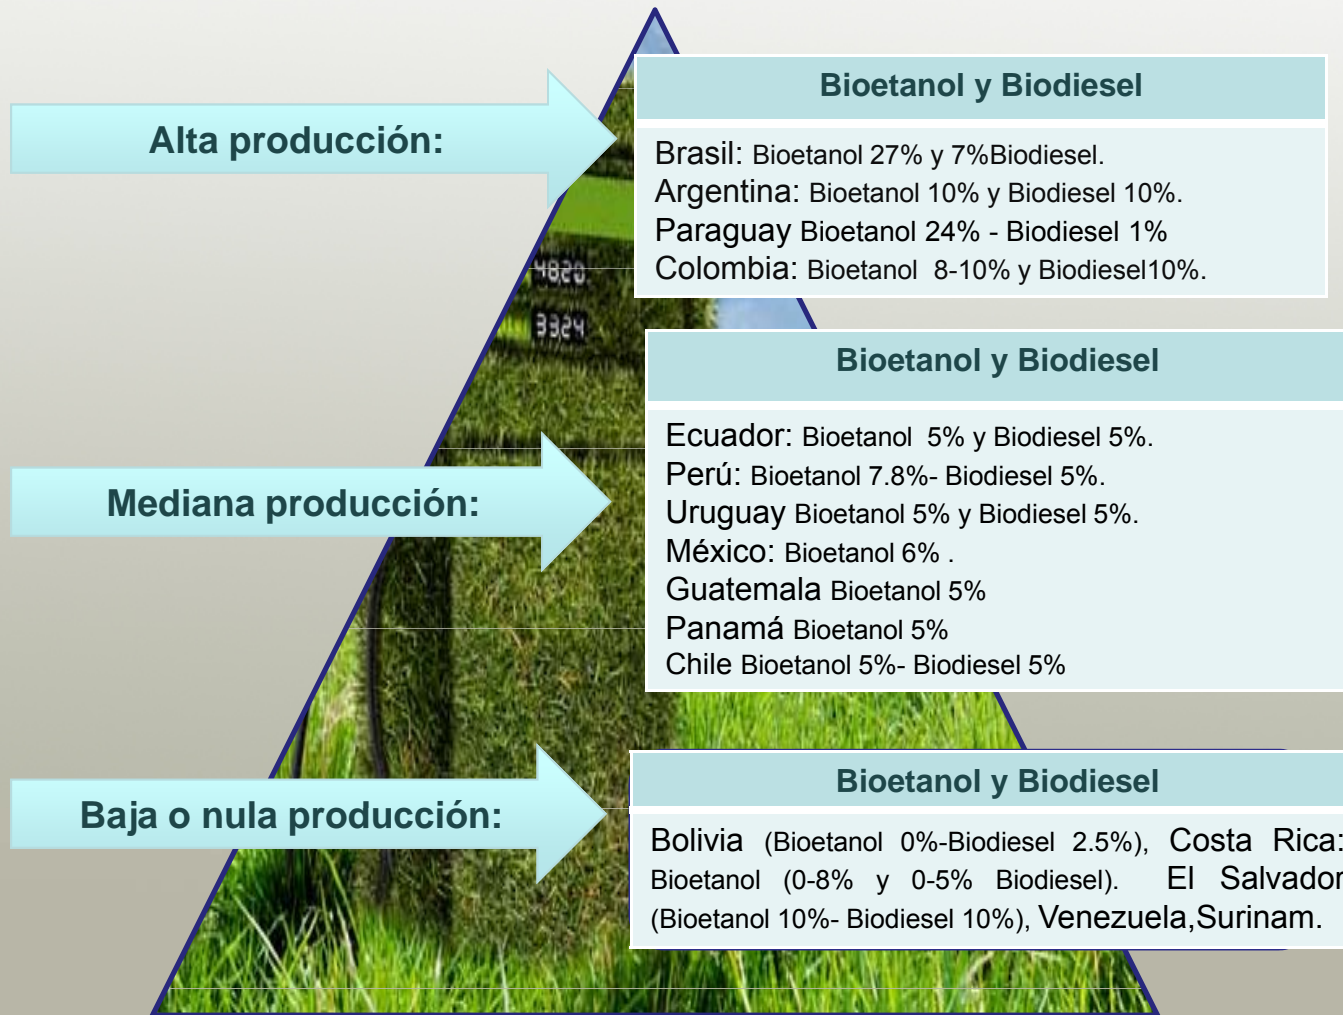 Alta producción:
Bioetanol y Biodiesel
Brasil: Bioetanol 27% y 7%Biodiesel.
Argentina: Bioetanol 10% y Biodiesel 10%.
Paraguay Bioetanol 24% - Biodiesel 1%
Colombia: Bioetanol 8-10% y Biodiesel10%.
4820
3324
Mediana producción:
Bioetanol y Biodiesel
Ecuador: Bioetanol 5% y Biodiesel 5%.
Perú: Bioetanol 7.8%- Biodiesel 5%.
Uruguay Bioetanol 5% y Biodiesel 5%.
México: Bioetanol 6% .
Guatemala Bioetanol 5%
Panamá Bioetanol 5%
Chile Bioetanol 5%- Biodiesel 5%
Baja o nula producción:
Bioetanol y Biodiesel
Bolivia (Bioetanol 0%-Biodiesel 2.5%), Costa Rica:
Bioetanol (0-8% y 0-5% Biodiesel). El Salvador
(Bioetanol 10%- Biodiesel 10%), Venezuela,Surinam.